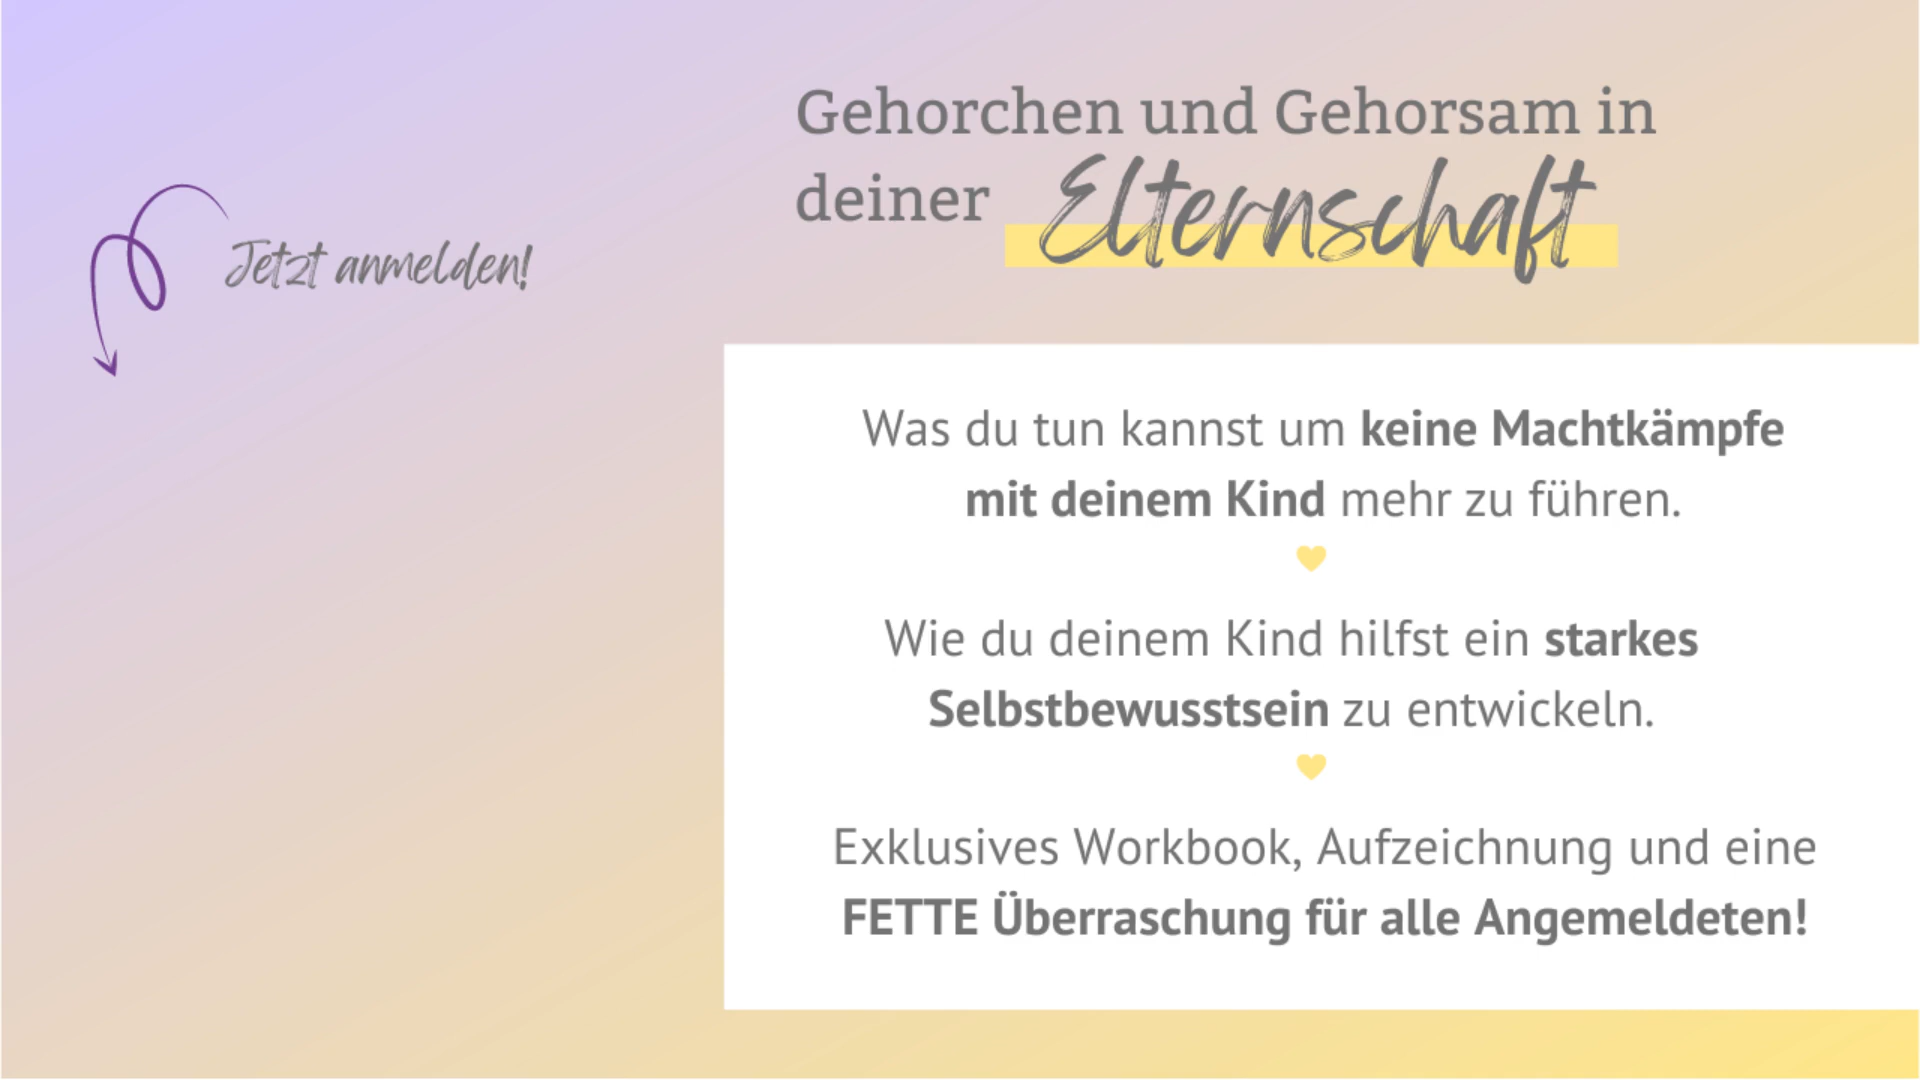 Gehorchen und Gehorsam in
deiner Elternschaft
Jetzt anmelden!
Was du tun kannst um keine Machtkämpfe
mit deinem Kind mehr zu führen.
Wie du deinem Kind hilfst ein starkes
Selbstbewusstsein zu entwickeln.
Exklusives Workbook, Aufzeichnung und eine
FETTE Überraschung für alle Angemeldeten!